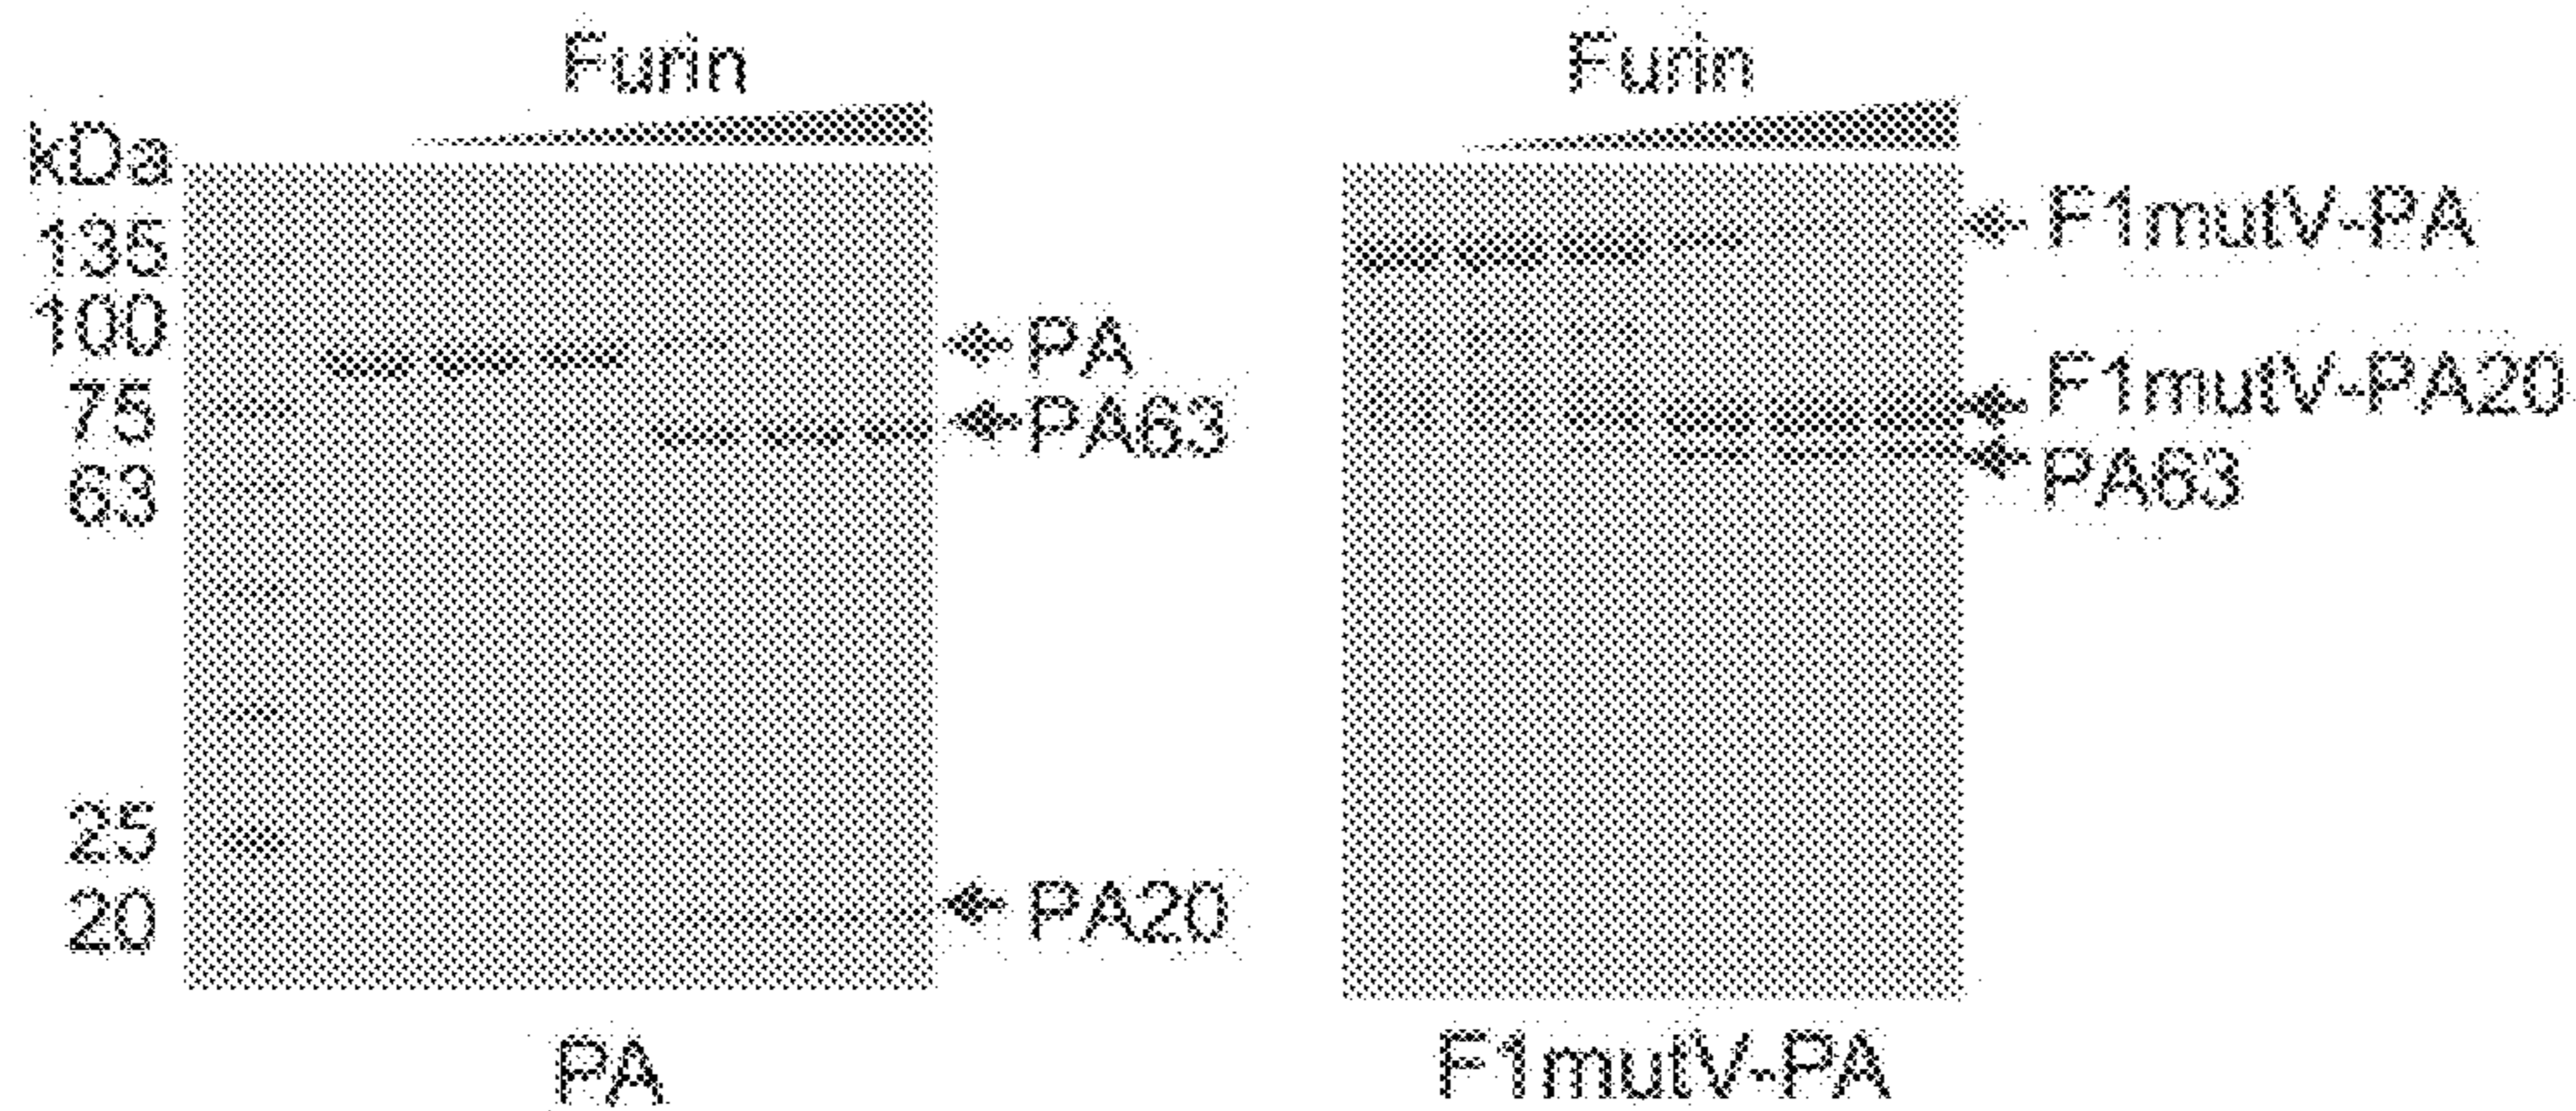 Furin
kDa
135
100
75
63
25
20
PA
PA63
PA20
PA
Furin
F1mutV-PA
F1mutV-PA20
PA63
F1mutV-PA